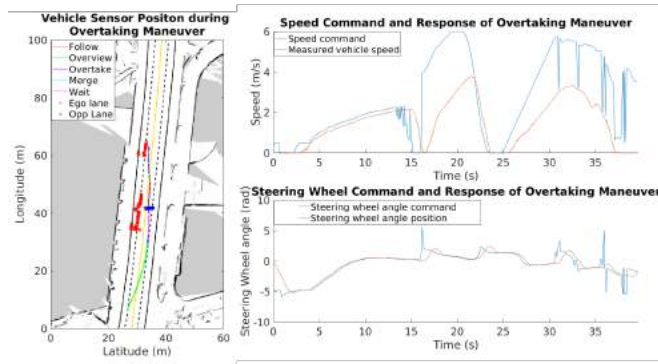 Vehicle Sensor Positon during
Overtaking Maneuver
100
80
60
40
20
0
Longitude (m)
Follow
Overview
Overtake
Merge
Wait
Ego lane
Opp Lane
0
20
40
60
Latitude (m)
Speed Command and Response of Overtaking Maneuver
Speed command
Measured vehicle speed
6
4
2
0
Speed (m/s)
0
5
10
15
20
25
30
35
Time (s)
Steering Wheel Command and Response of Overtaking Maneuver
Steering wheel angle command
Steering wheel angle position
10
5
0
-5
-10
Steering Wheel angle (rad)
0
5
10
15
20
25
30
35
Time (s)